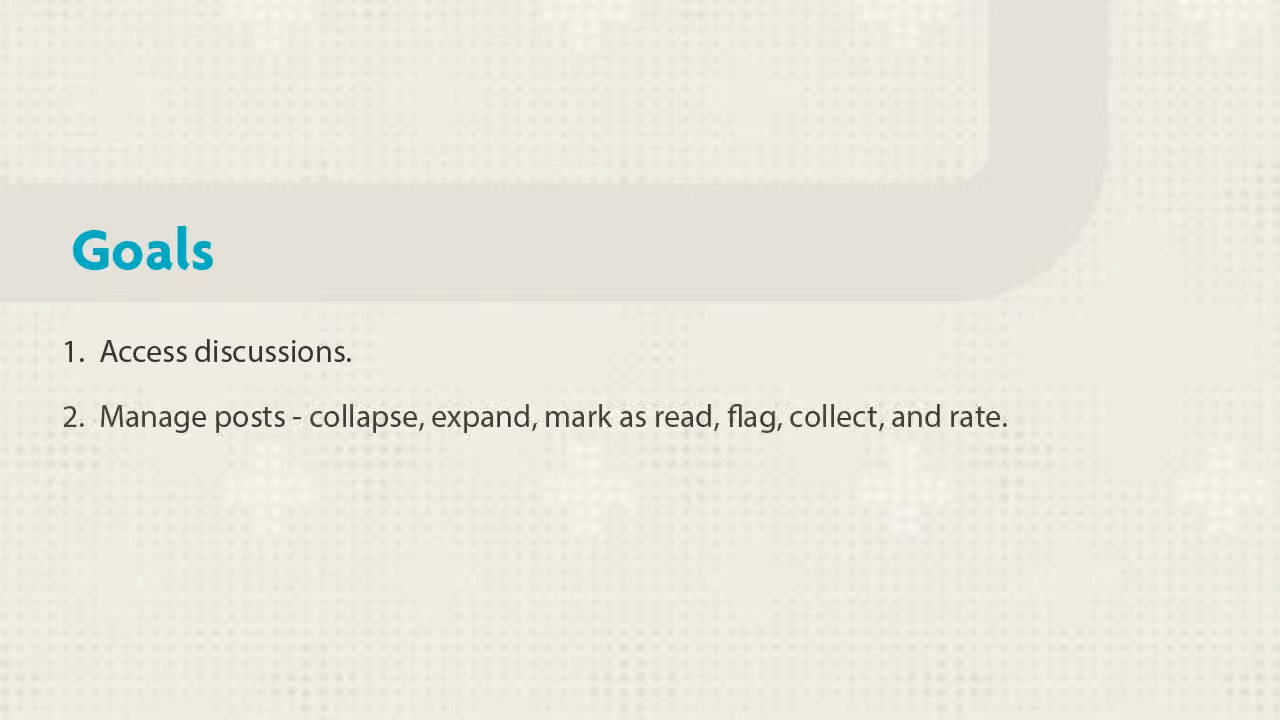 Goals
1. Access discussions.
2. Manage posts - collapse, expand, mark as read, flag, collect, and rate.